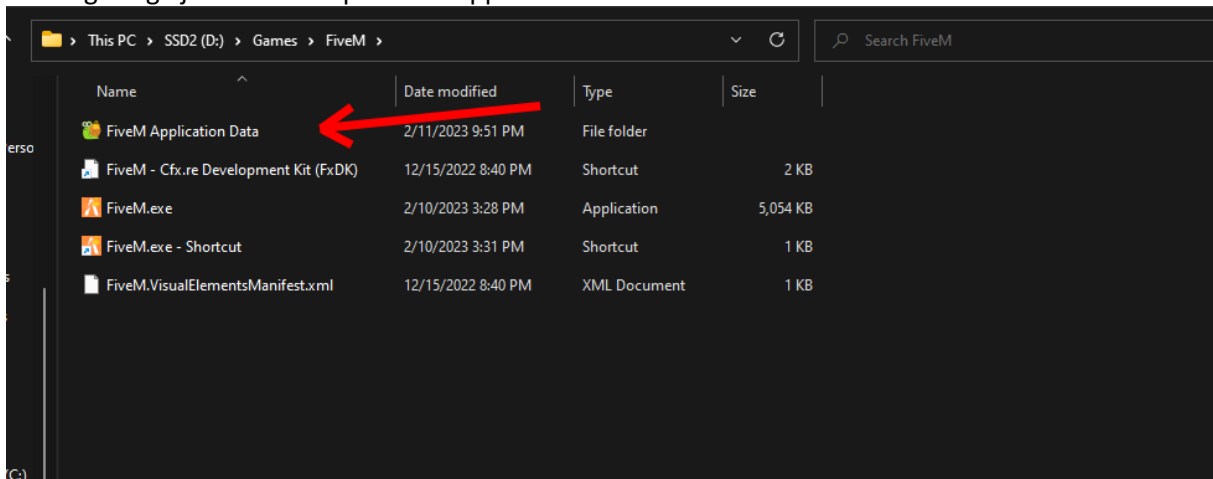 This PC > SSD2 (D:) > Games > FiveM >
Search FiveM
Name Date modified Type Size
FiveM Application Data 2/11/2023 9:51 PM File folder
FiveM - Cfx.re Development Kit (FxDK) 12/15/2022 8:40 PM Shortcut 2 KB
FiveM.exe 2/10/2023 3:28 PM Application 5,054 KB
FiveM.exe - Shortcut 2/10/2023 3:31 PM Shortcut 1 KB
FiveM.VisualElementsManifest.xml 12/15/2022 8:40 PM XML Document 1 KB
erso
s
(C:)